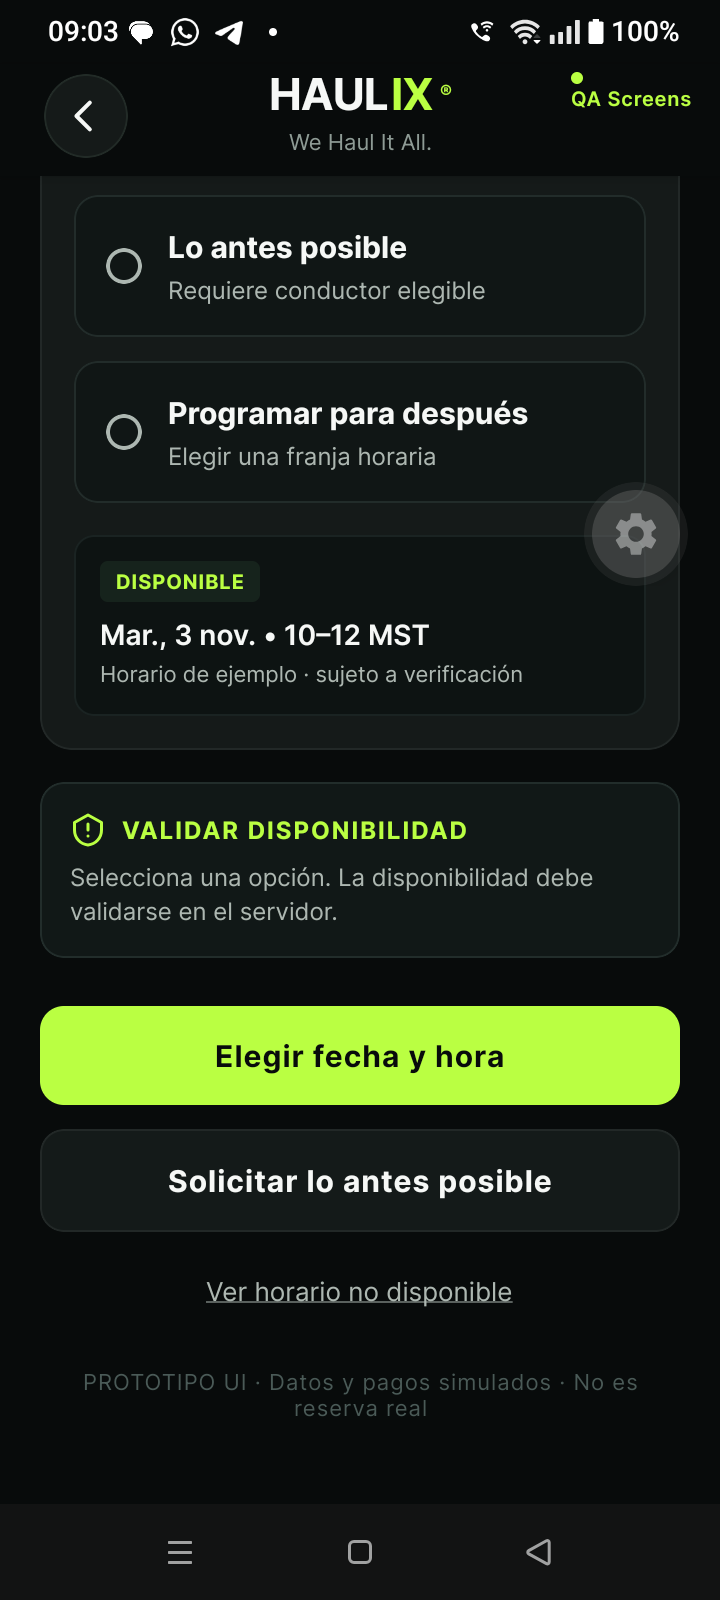 09:03
100%
HAULIX ®
QA Screens
We Haul It All.
Lo antes posible
Requiere conductor elegible
Programar para después
Elegir una franja horaria
DISPONIBLE
Mar., 3 nov. • 10–12 MST
Horario de ejemplo · sujeto a verificación
VALIDAR DISPONIBILIDAD
Selecciona una opción. La disponibilidad debe
validarse en el servidor.
Elegir fecha y hora
Solicitar lo antes posible
Ver horario no disponible
PROTOTIPO UI · Datos y pagos simulados · No es
reserva real